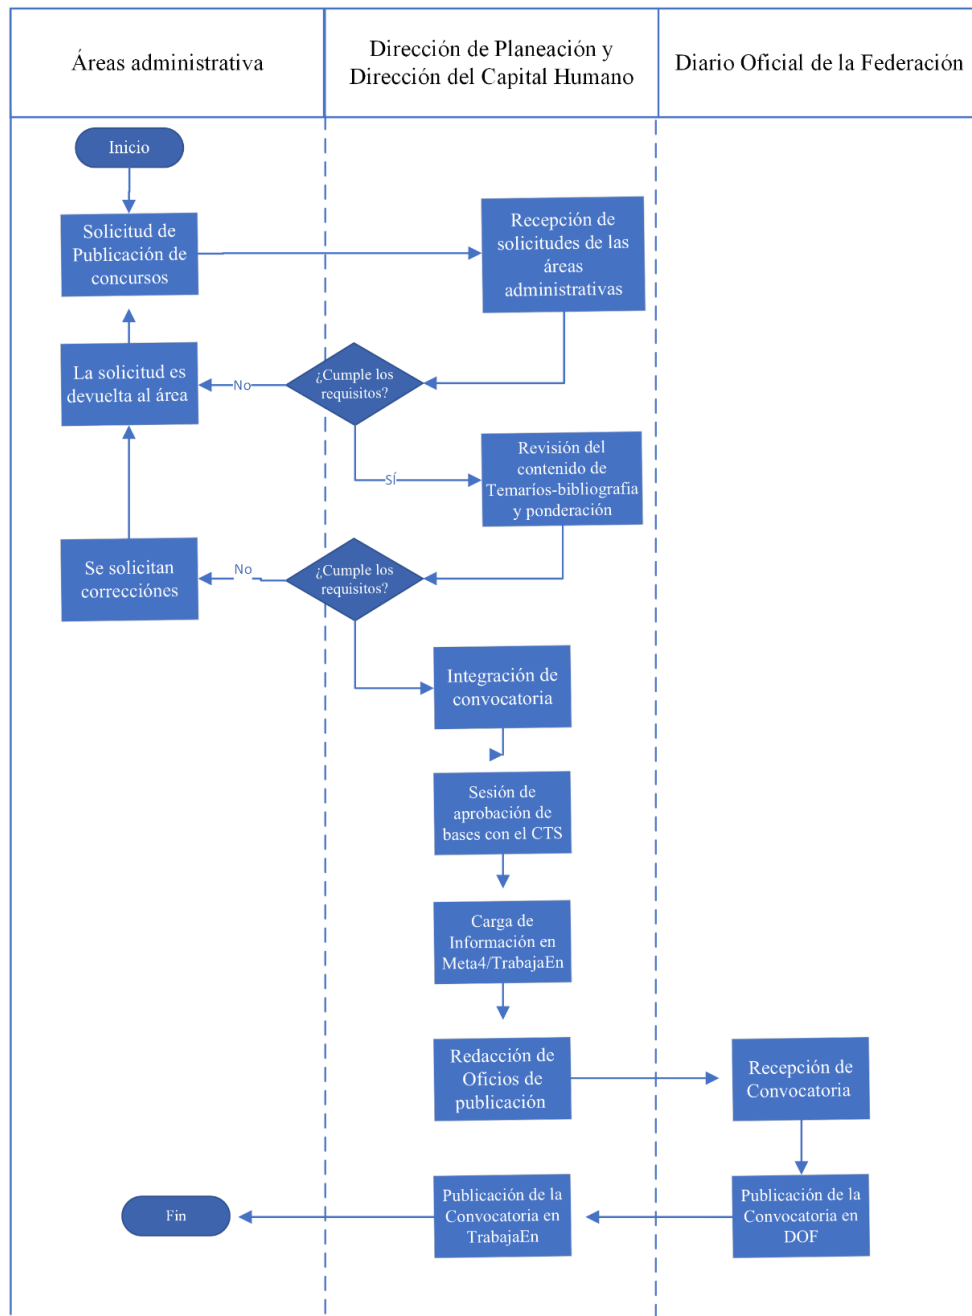 Áreas administrativa
Dirección de Planeación y
Dirección del Capital Humano
Diario Oficial de la Federación
Inicio
Solicitud de
Publicación de
concursos
Recepción de
solicitudes de las
áreas
administrativas
La solicitud es
devuelta al área
No
¿Cumple los
requisitos?
SÍ
Revisión del
contenido de
Temaríos-bibliografia
y ponderación
Se solicitan
correcciónes
No
¿Cumple los
requisitos?
Integración de
convocatoria
Sesión de
aprobación de
bases con el CTS
Carga de
Información en
Meta4/TrabajaEn
Redacción de
Oficios de
publicación
Recepción de
Convocatoria
Fin
Publicación de la
Convocatoria en
TrabajaEn
Publicación de la
Convocatoria en
DOF